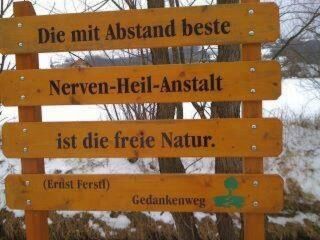 Die mit Abstand beste
Nerven-Heil-Anstalt
ist die freie Natur.
(Ernst Ferstl)
Gedankenweg